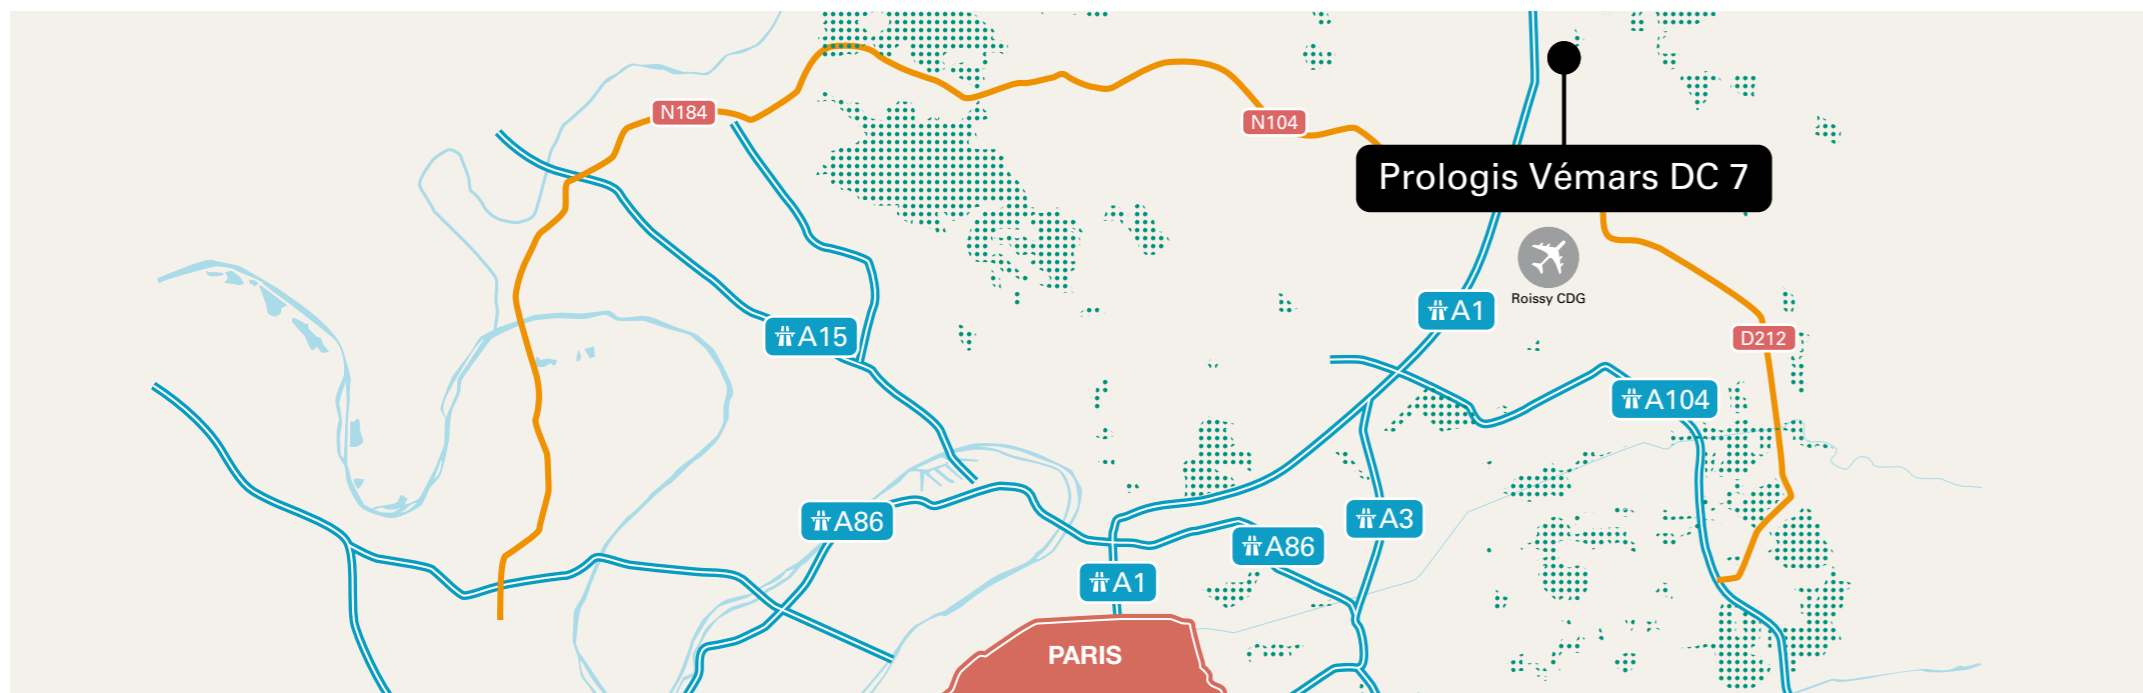 N184
N104
Prologis Vémars DC 7
Roissy CDG
A1
A15
D212
A104
A86
A3
A86
A1
PARIS